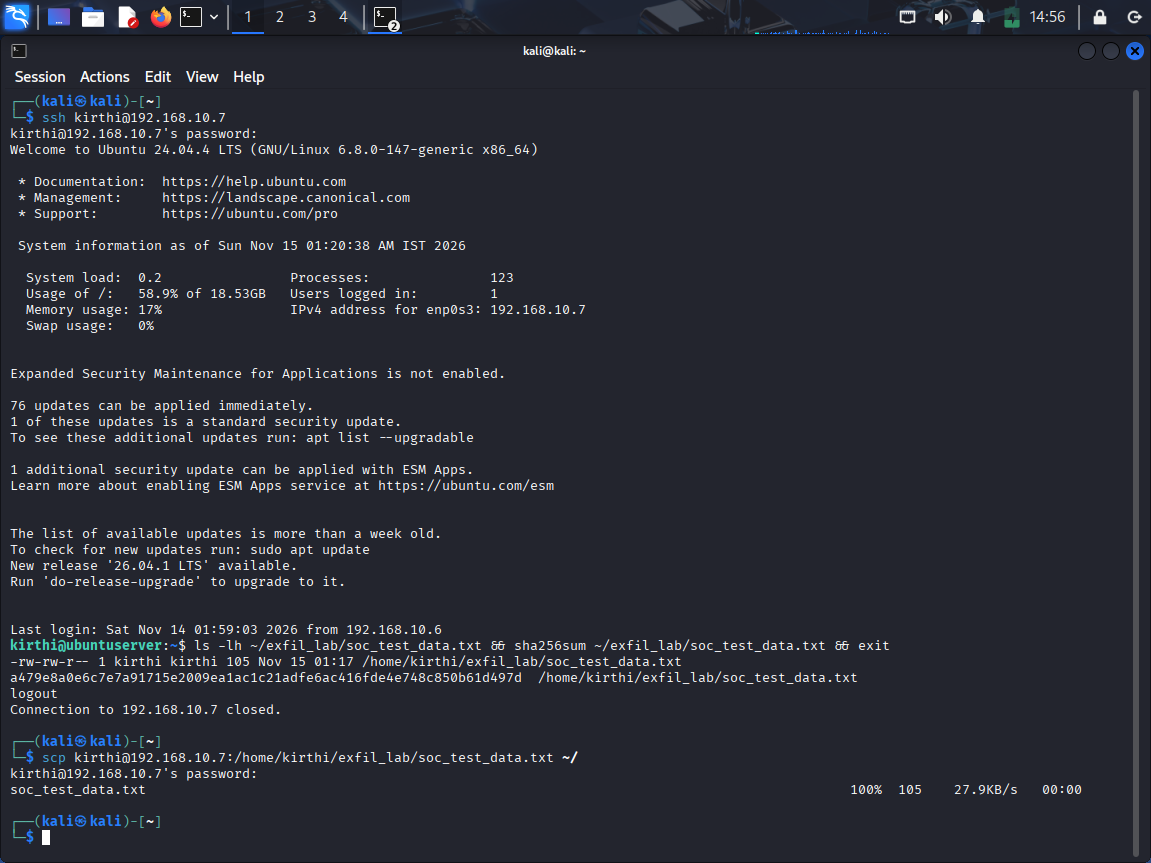 1 2 3 4 2 14:56
kali@kali: ~
Session Actions Edit View Help
┌──(kali㉿kali)-[~]
└─$ ssh kirthi@192.168.10.7
kirthi@192.168.10.7's password:
Welcome to Ubuntu 24.04.4 LTS (GNU/Linux 6.8.0-147-generic x86_64)
* Documentation: https://help.ubuntu.com
* Management: https://landscape.canonical.com
* Support: https://ubuntu.com/pro
System information as of Sun Nov 15 01:20:38 AM IST 2026
System load: 0.2 Processes: 123
Usage of /: 58.9% of 18.53GB Users logged in: 1
Memory usage: 17% IPv4 address for enp0s3: 192.168.10.7
Swap usage: 0%
Expanded Security Maintenance for Applications is not enabled.
76 updates can be applied immediately.
1 of these updates is a standard security update.
To see these additional updates run: apt list --upgradable
1 additional security update can be applied with ESM Apps.
Learn more about enabling ESM Apps service at https://ubuntu.com/esm
The list of available updates is more than a week old.
To check for new updates run: sudo apt update
New release '26.04.1 LTS' available.
Run 'do-release-upgrade' to upgrade to it.
Last login: Sat Nov 14 01:59:03 2026 from 192.168.10.6
kirthi@ubuntuserver:~$ ls -lh ~/exfil_lab/soc_test_data.txt && sha256sum ~/exfil_lab/soc_test_data.txt && exit
-rw-rw-r-- 1 kirthi kirthi 105 Nov 15 01:17 /home/kirthi/exfil_lab/soc_test_data.txt
a479e8a0e6c7e7a91715e2009ea1ac1c21adfe6ac416fde4e748c850b61d497d /home/kirthi/exfil_lab/soc_test_data.txt
logout
Connection to 192.168.10.7 closed.
┌──(kali㉿kali)-[~]
└─$ scp kirthi@192.168.10.7:/home/kirthi/exfil_lab/soc_test_data.txt ~/
kirthi@192.168.10.7's password:
soc_test_data.txt 100% 105 27.9KB/s 00:00
┌──(kali㉿kali)-[~]
└─$